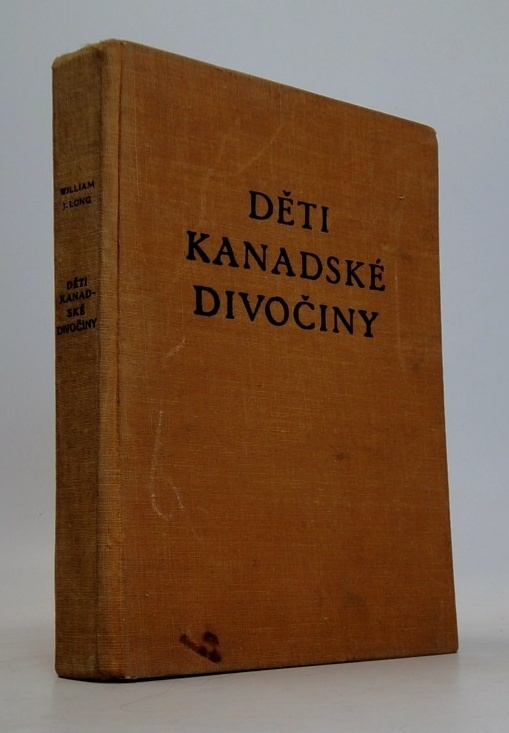 WILLIAM
J. LONG
DĚTI
KANAD-
SKÉ
DIVOČINY
DĚTI
KANADSKÉ
DIVOČINY